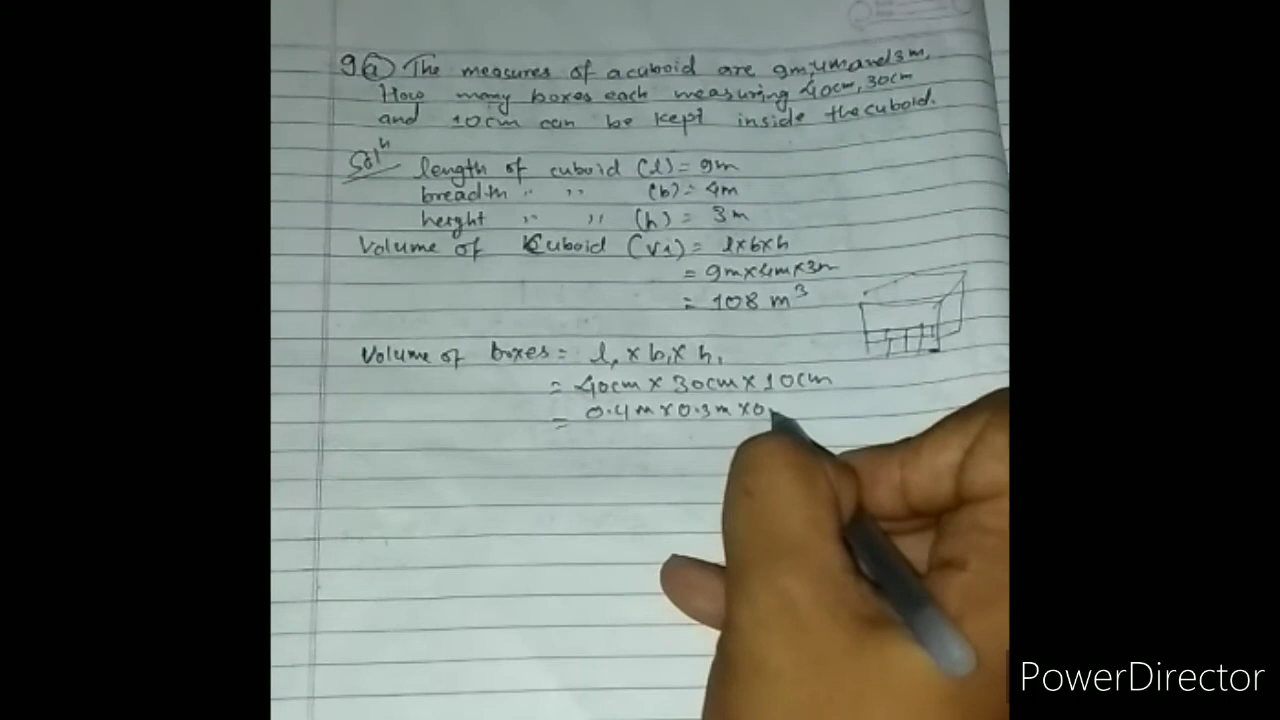 9(a) The measures of a cuboid are 9m, 4m and 3m.
How many boxes each measuring 40cm, 30cm
and 10cm can be kept inside the cuboid.
Solⁿ length of cuboid (l) = 9m
breadth " " (b) = 4m
height " " (h) = 3m
Volume of Cuboid (V1) = l×b×h
= 9m×4m×3m
= 108 m³
Volume of boxes = l₁ × b₁ × h₁
= 40cm × 30cm × 10cm
= 0.4m × 0.3m × 0
PowerDirector